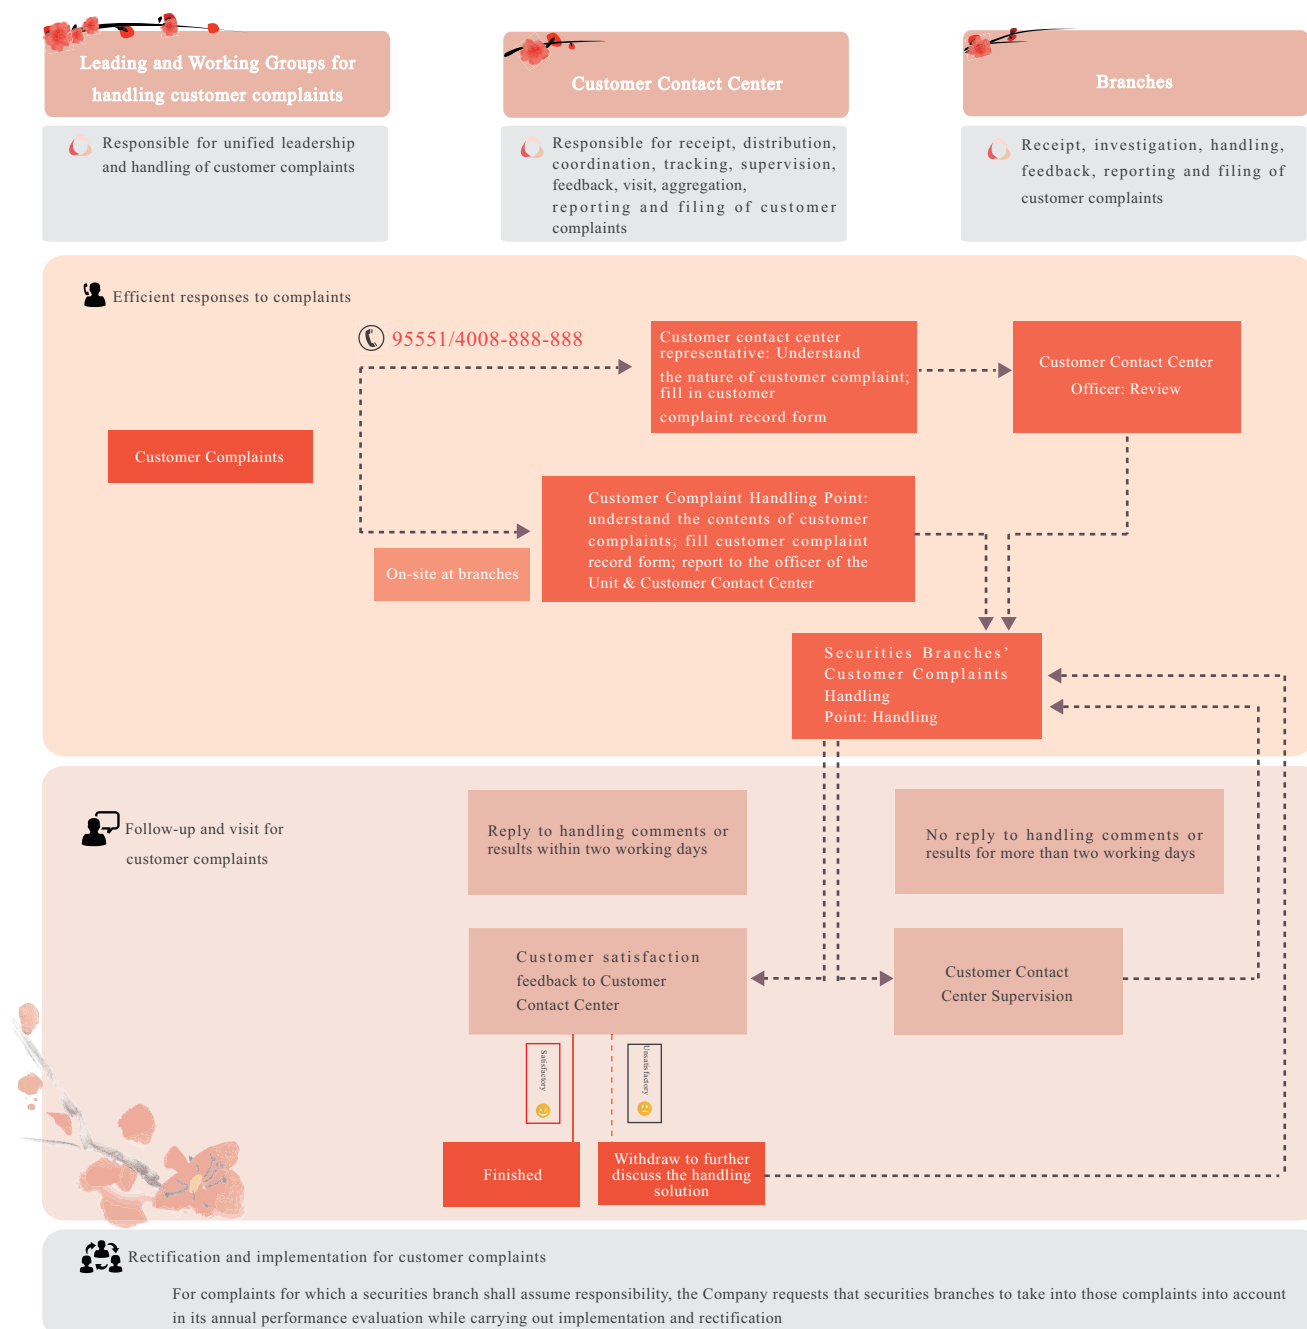 Leading and Working Groups for
handling customer complaints
Customer Contact Center
Branches
Responsible for unified leadership
and handling of customer complaints
Responsible for receipt, distribution,
coordination, tracking, supervision,
feedback, visit, aggregation,
reporting and filing of customer
complaints
Receipt, investigation, handling,
feedback, reporting and filing of
customer complaints
Efficient responses to complaints
95551/4008-888-888
Customer contact center
representative: Understand
the nature of customer complaint;
fill in customer
complaint record form
Customer Contact Center
Officer: Review
Customer Complaints
On-site at branches
Customer Complaint Handling Point:
understand the contents of customer
complaints; fill customer complaint
record form; report to the officer of the
Unit & Customer Contact Center
Securities Branches’
Customer Complaints
Handling
Point: Handling
Follow-up and visit for
customer complaints
Reply to handling comments or
results within two working days
No reply to handling comments or
results for more than two working days
Customer satisfaction
feedback to Customer
Contact Center
Customer Contact
Center Supervision
Satisfactory
Unsatisfactory
Finished
Withdraw to further
discuss the handling
solution
Rectification and implementation for customer complaints
For complaints for which a securities branch shall assume responsibility, the Company requests that securities branches to take into those complaints into account
in its annual performance evaluation while carrying out implementation and rectification